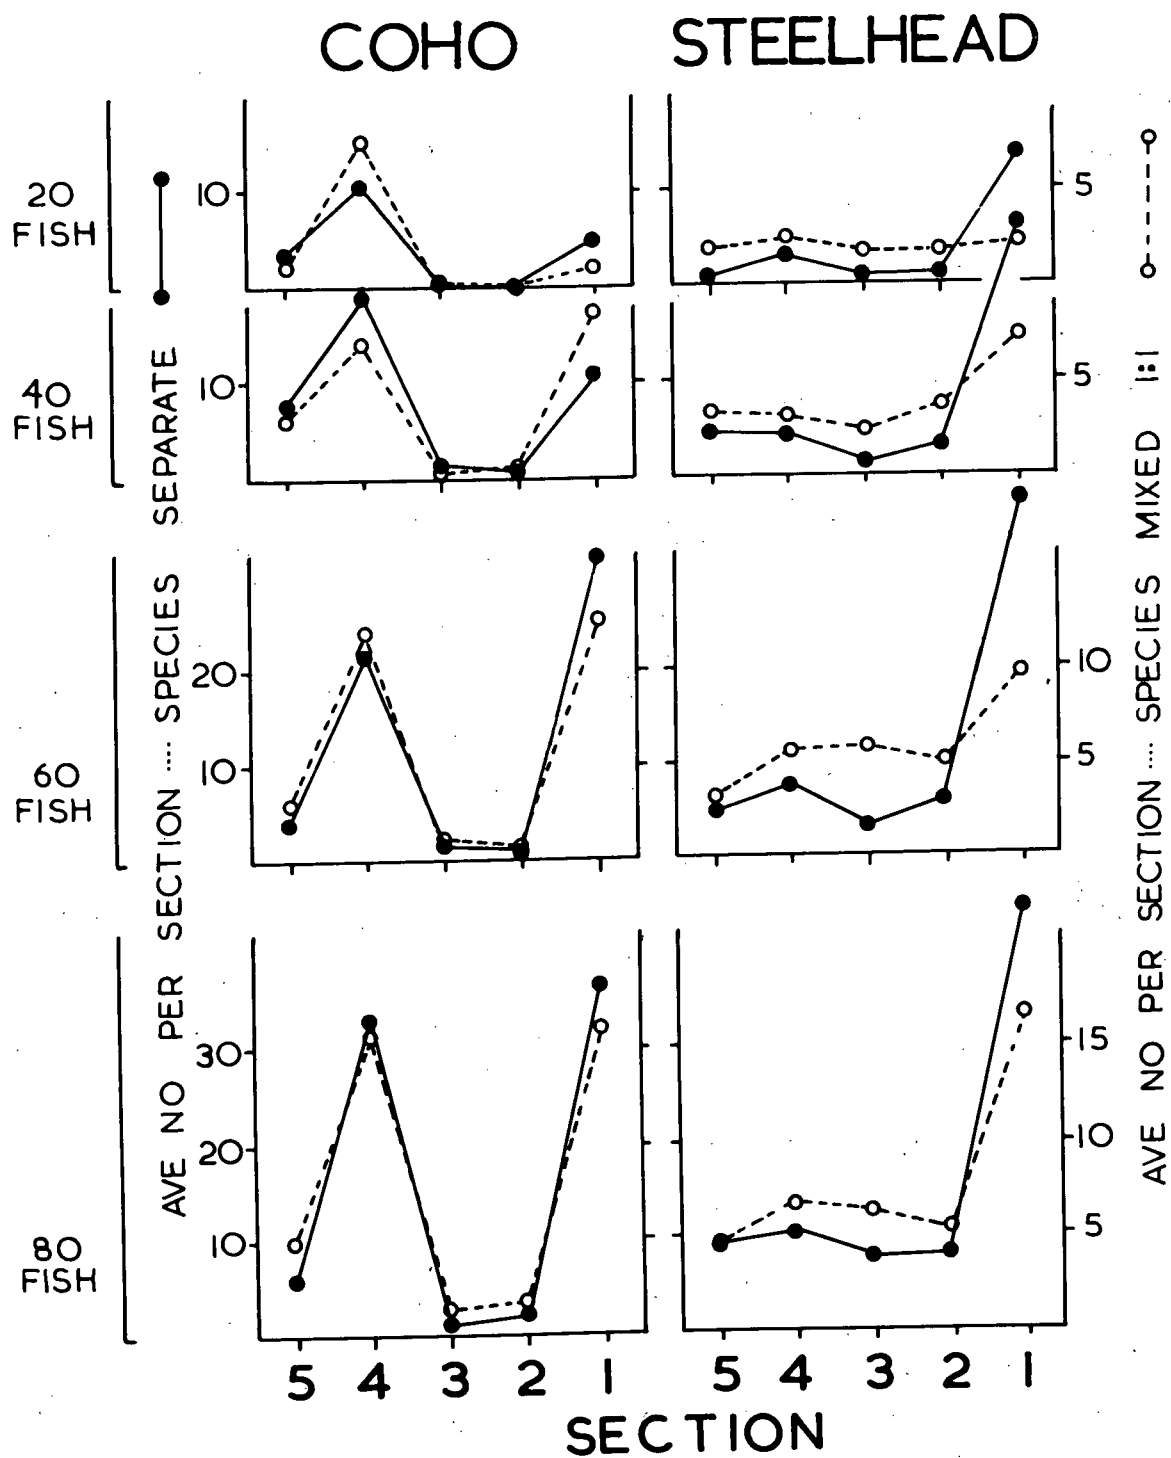 COHO STEELHEAD
20
FISH
10
5
40
FISH
10
5
60
FISH
20
10
10
5
80
FISH
30
20
10
15
10
5
AVE NO PER SECTION .... SPECIES SEPARATE
AVE NO PER SECTION .... SPECIES MIXED 1:1
5 4 3 2 1 5 4 3 2 1
SECTION